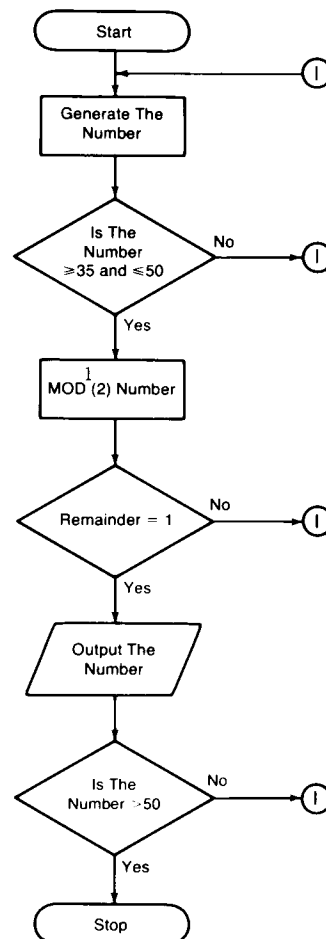 Start
I
Generate The
Number
Is The
Number
≥35 and ≤50
No
I
Yes
1
MOD (2) Number
Remainder = 1
No
I
Yes
Output The
Number
Is The
Number >50
No
I
Yes
Stop